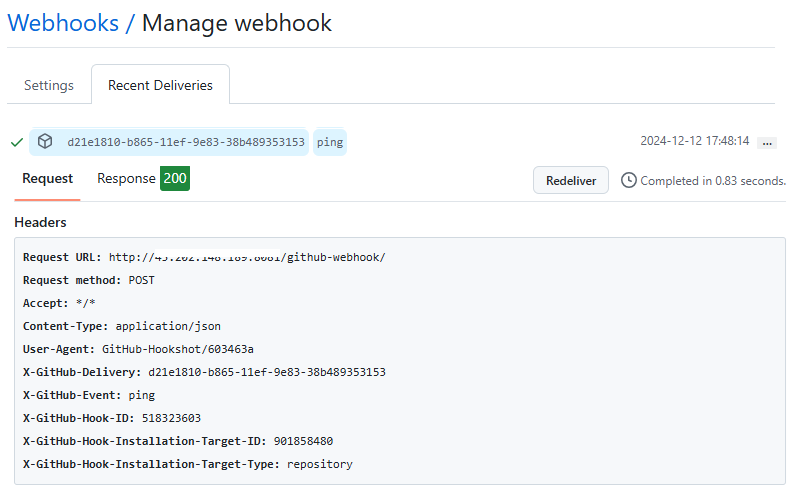 Webhooks / Manage webhook
Settings
Recent Deliveries
d21e1810-b865-11ef-9e83-38b489353153 ping
2024-12-12 17:48:14 ...
Request
Response 200
Redeliver
Completed in 0.83 seconds.
Headers
Request URL: http:// /github-webhook/
Request method: POST
Accept: */*
Content-Type: application/json
User-Agent: GitHub-Hookshot/603463a
X-GitHub-Delivery: d21e1810-b865-11ef-9e83-38b489353153
X-GitHub-Event: ping
X-GitHub-Hook-ID: 518323603
X-GitHub-Hook-Installation-Target-ID: 901858480
X-GitHub-Hook-Installation-Target-Type: repository